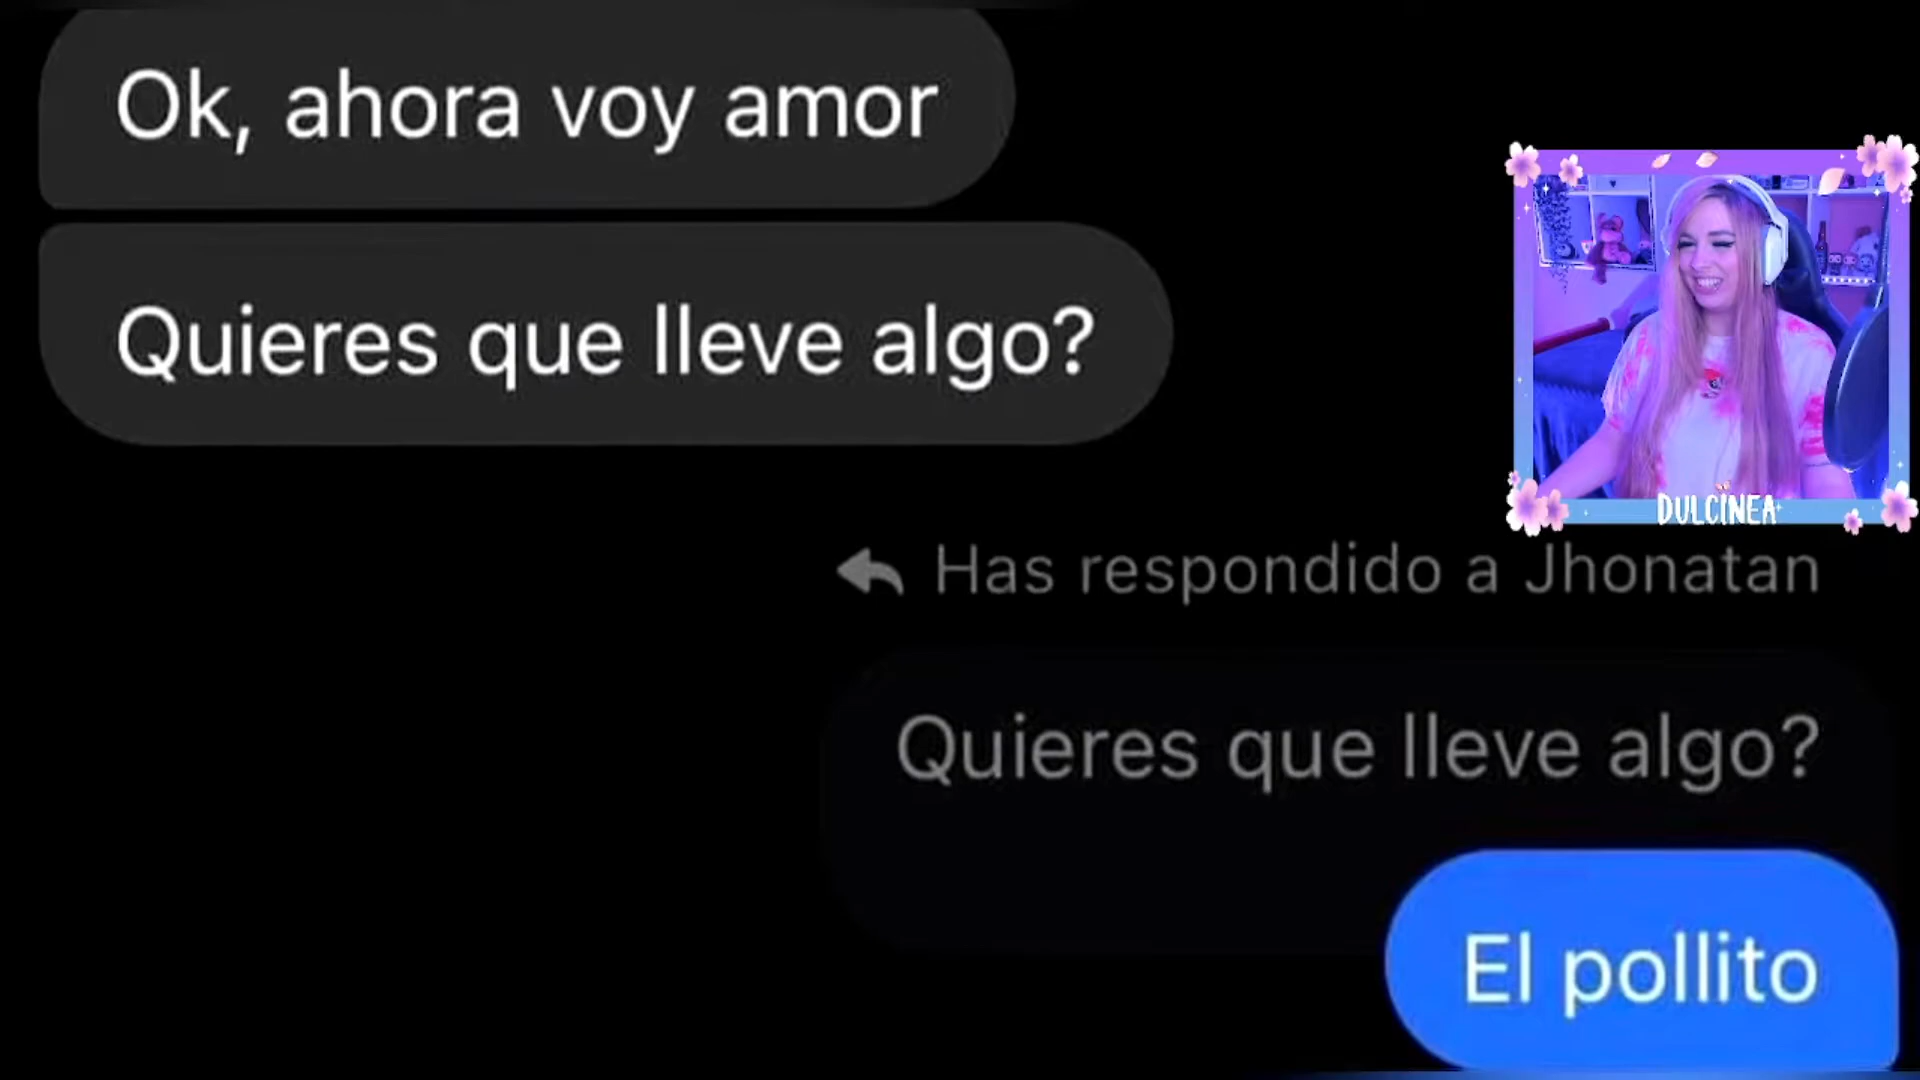 Ok, ahora voy amor
Quieres que lleve algo?
DULCINEA
Has respondido a Jhonatan
Quieres que lleve algo?
El pollito